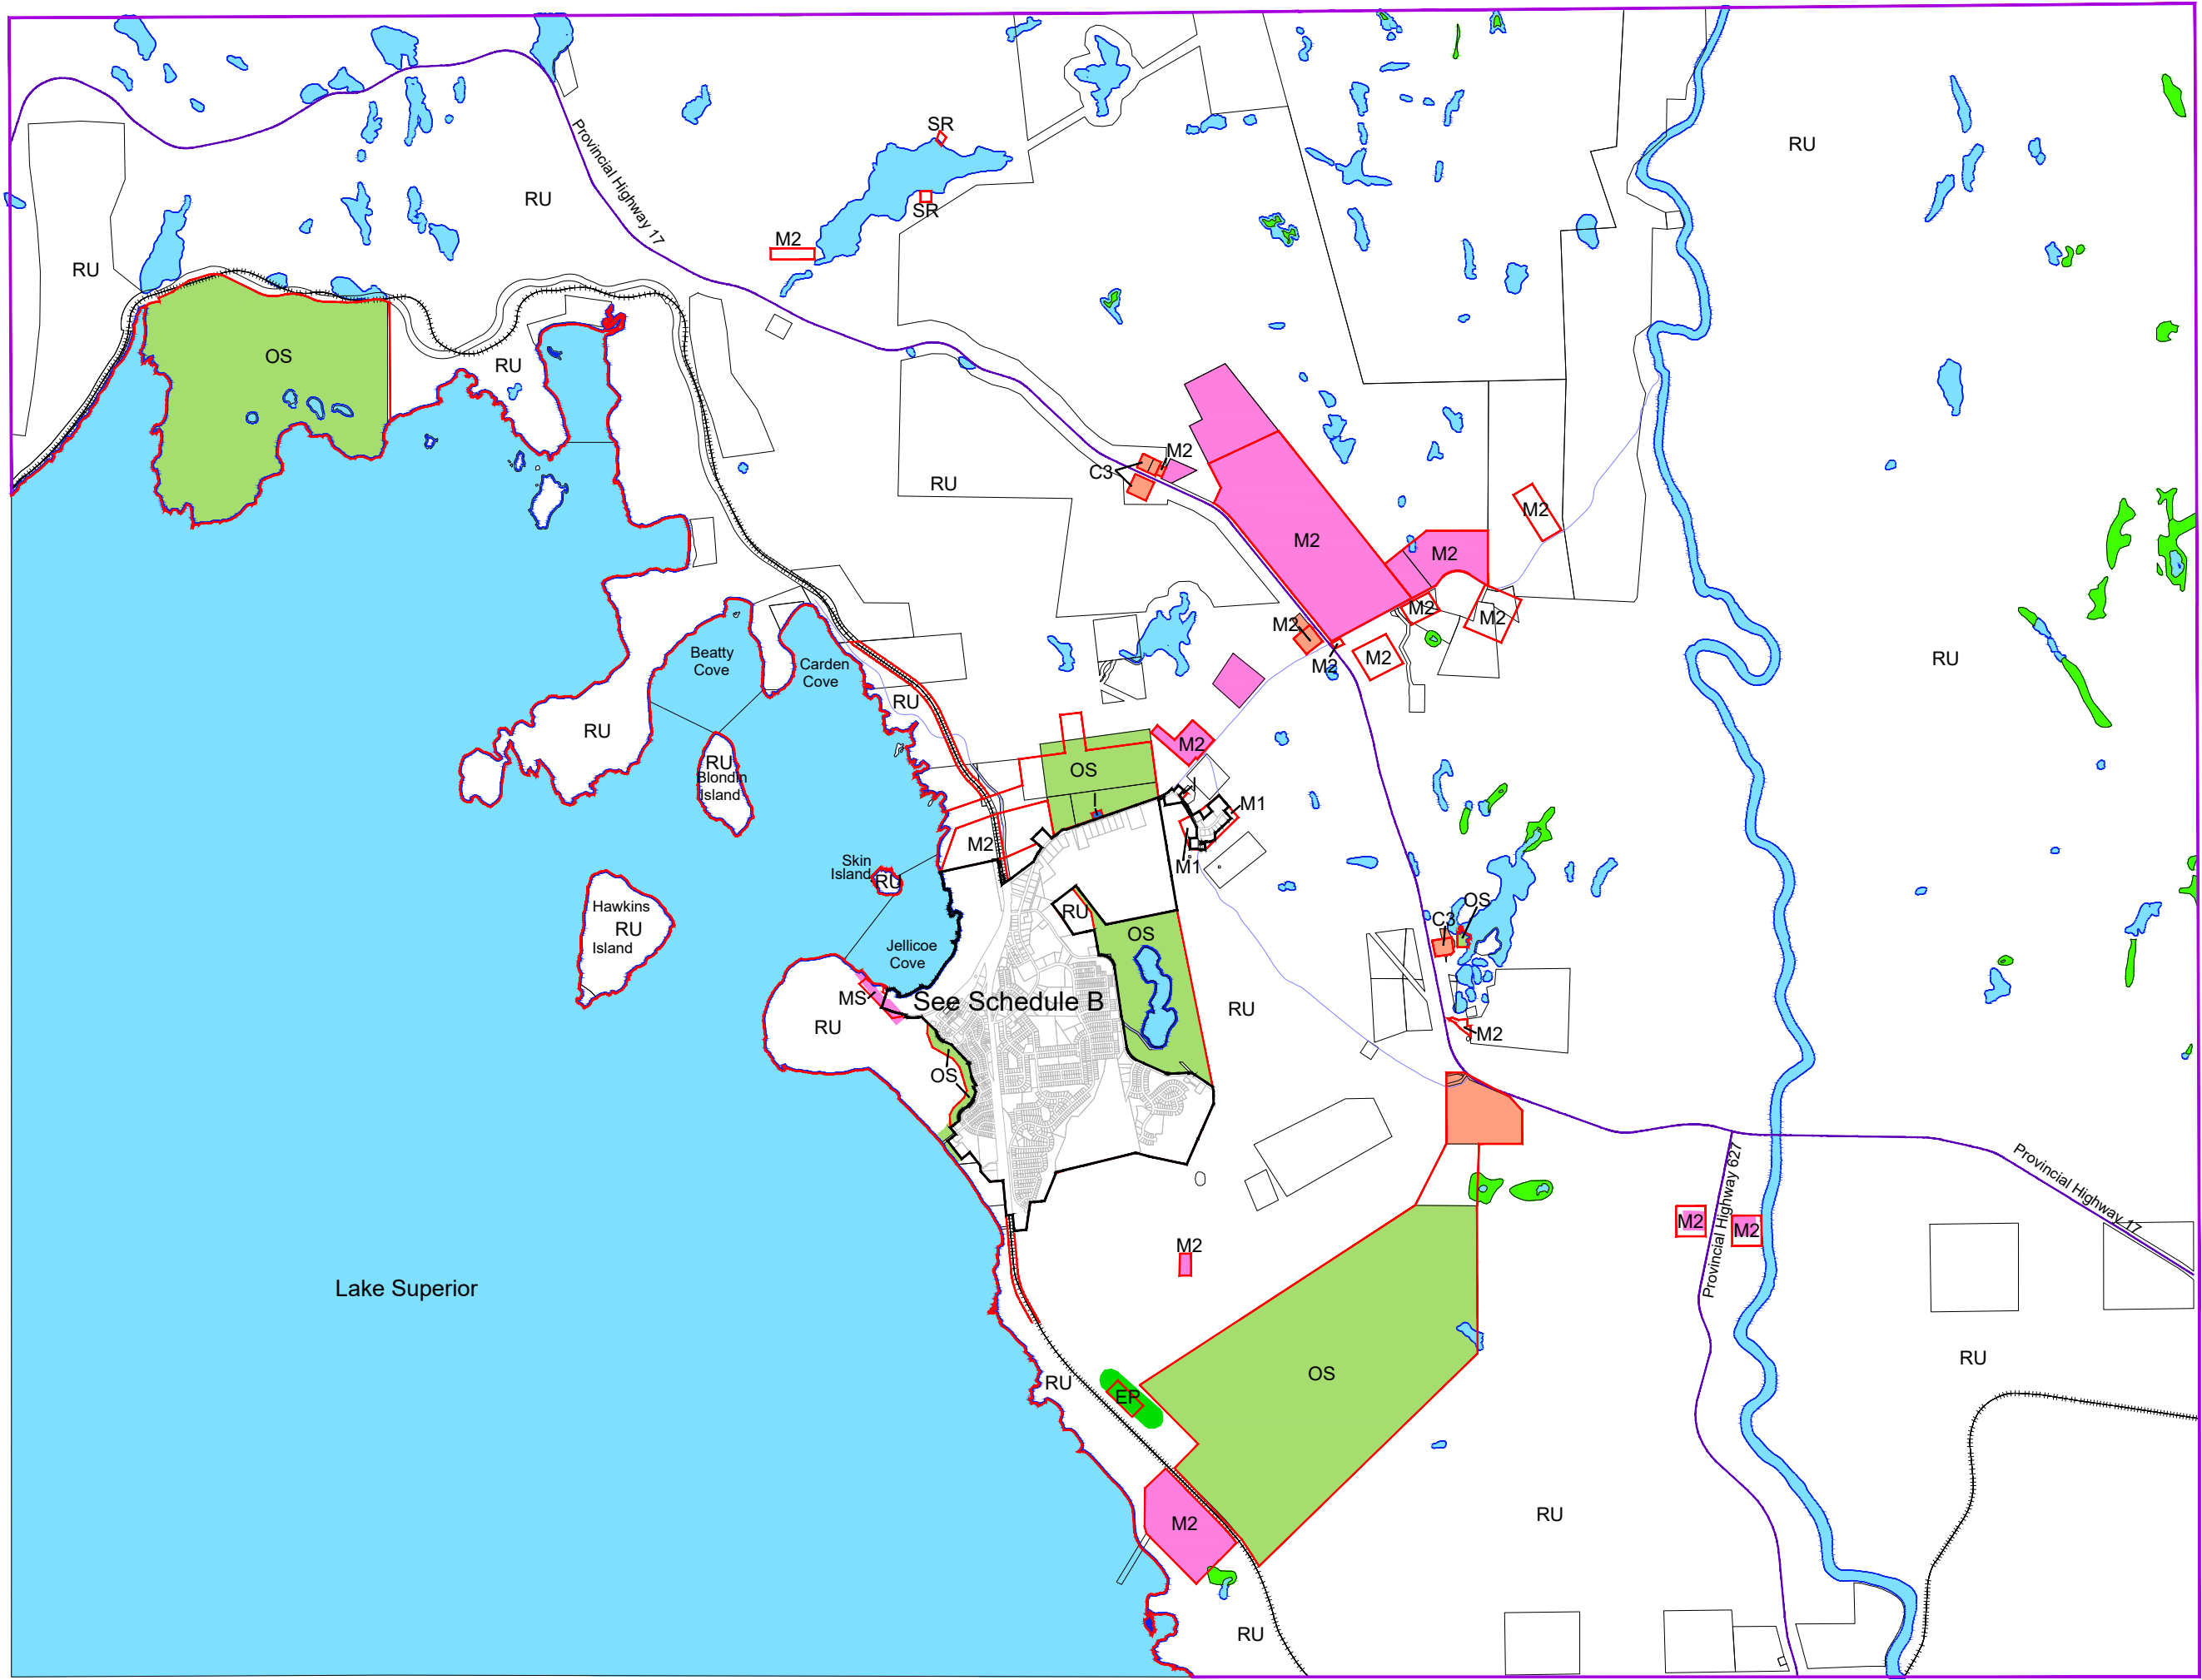 SR
RU
Provincial Highway 17
RU
SR
M2
RU
OS
RU
M2
C3
RU
M2
M2
M2
M2
M2
M2
M2
M2
RU
Beatty
Cove
Carden
Cove
RU
RU
RU
Blondin
Island
M2
OS
I
I
M1
M2
M1
Skin
Island
RU
Hawkins
RU
Island
RU
OS
C3
OS
Jellicoe
Cove
MS
See Schedule B
RU
RU
M2
OS
Provincial Highway 627
Provincial Highway 17
M2
M2
M2
Lake Superior
RU
OS
RU
EP
M2
RU
RU